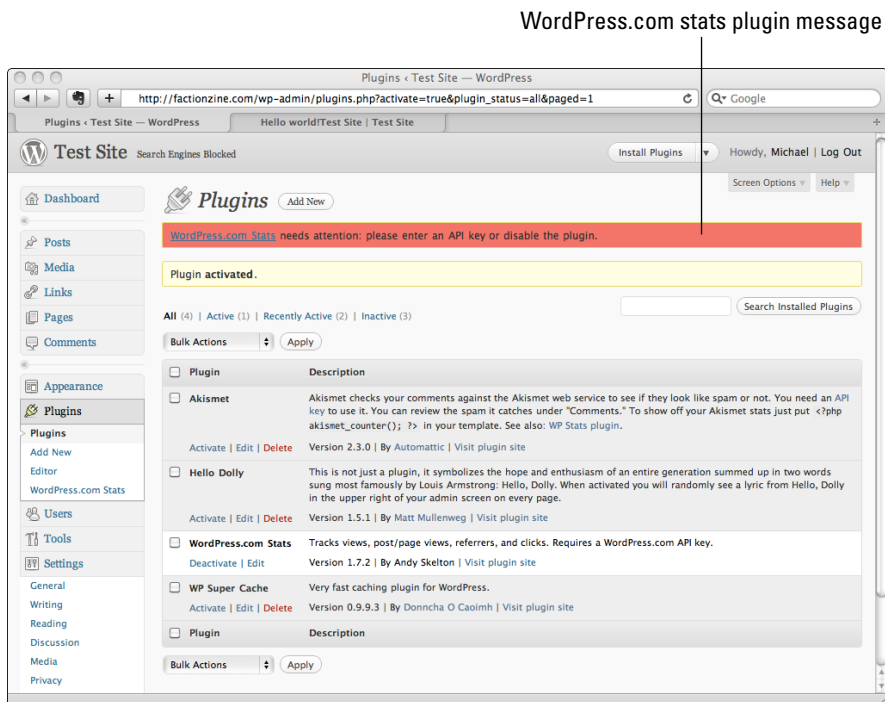 WordPress.com stats plugin message
Plugins ‹ Test Site — WordPress
http://factionzine.com/wp-admin/plugins.php?activate=true&plugin_status=all&paged=1
Google
Plugins ‹ Test Site — WordPress
Hello world!Test Site | Test Site
Test Site
Search Engines Blocked
Install Plugins
Howdy, Michael | Log Out
Screen Options
Help
Dashboard
Posts
Media
Links
Pages
Comments
Appearance
Plugins
Plugins
Add New
Editor
WordPress.com Stats
Users
Tools
Settings
General
Writing
Reading
Discussion
Media
Privacy
Plugins
Add New
WordPress.com Stats needs attention: please enter an API key or disable the plugin.
Plugin activated.
Search Installed Plugins
All (4) | Active (1) | Recently Active (2) | Inactive (3)
Bulk Actions
Apply
Plugin
Description
Akismet
Akismet checks your comments against the Akismet web service to see if they look like spam or not. You need an API
key to use it. You can review the spam it catches under "Comments." To show off your Akismet stats just put <?php
akismet_counter(); ?> in your template. See also: WP Stats plugin.
Activate | Edit | Delete
Version 2.3.0 | By Automattic | Visit plugin site
Hello Dolly
This is not just a plugin, it symbolizes the hope and enthusiasm of an entire generation summed up in two words
sung most famously by Louis Armstrong: Hello, Dolly. When activated you will randomly see a lyric from Hello, Dolly
in the upper right of your admin screen on every page.
Activate | Edit | Delete
Version 1.5.1 | By Matt Mullenweg | Visit plugin site
WordPress.com Stats
Tracks views, post/page views, referrers, and clicks. Requires a WordPress.com API key.
Deactivate | Edit
Version 1.7.2 | By Andy Skelton | Visit plugin site
WP Super Cache
Very fast caching plugin for WordPress.
Activate | Edit | Delete
Version 0.9.9.3 | By Donncha O Caoimh | Visit plugin site
Plugin
Description
Bulk Actions
Apply